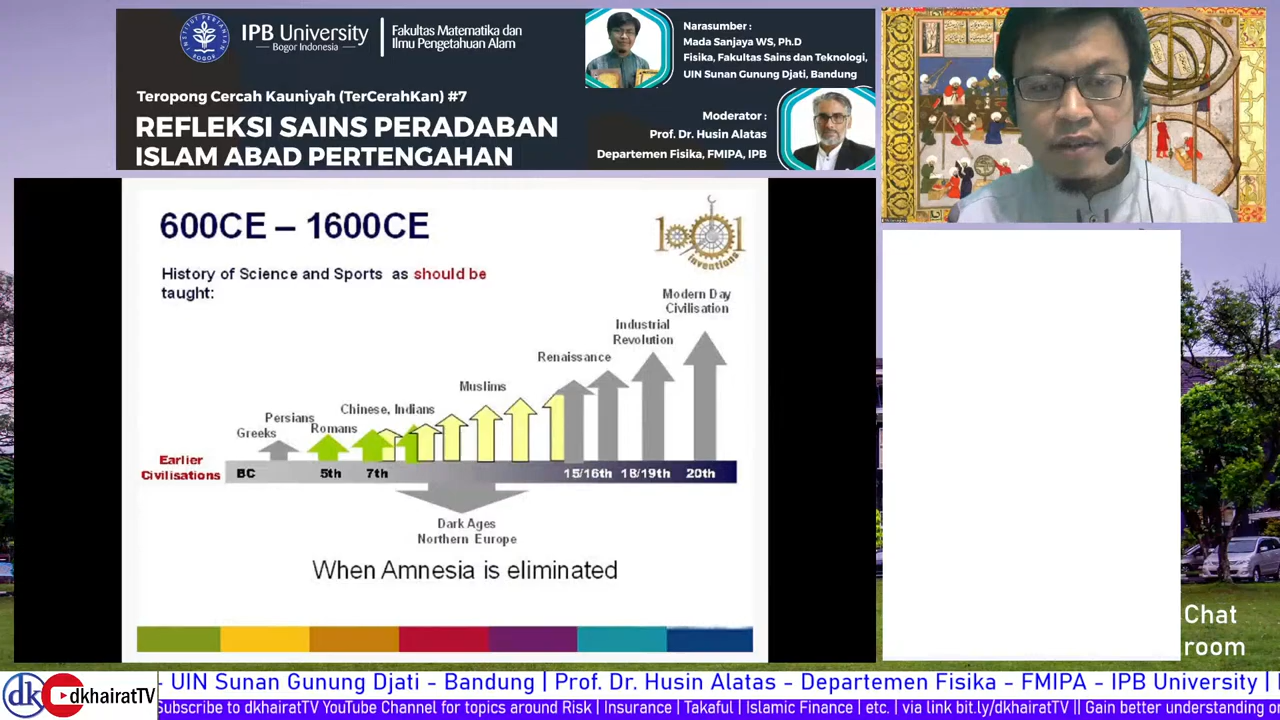 IPB University
Bogor Indonesia
Fakultas Matematika dan
Ilmu Pengetahuan Alam
Teropong Cercah Kauniyah (TerCerahKan) #7
REFLEKSI SAINS PERADABAN
ISLAM ABAD PERTENGAHAN
Narasumber :
Mada Sanjaya WS, Ph.D
Fisika, Fakultas Sains dan Teknologi,
UIN Sunan Gunung Djati, Bandung
Moderator :
Prof. Dr. Husin Alatas
Departemen Fisika, FMIPA, IPB
600CE – 1600CE
1001
inventions
History of Science and Sports as should be
taught:
Modern Day
Civilisation
Industrial
Revolution
Renaissance
Muslims
Chinese, Indians
Persians
Romans
Greeks
Earlier
Civilisations
BC 5th 7th 15/16th 18/19th 20th
Dark Ages
Northern Europe
When Amnesia is eliminated
Chat
room
dk dkhairatTV
- UIN Sunan Gunung Djati - Bandung | Prof. Dr. Husin Alatas - Departemen Fisika - FMIPA - IPB University |
Subscribe to dkhairatTV YouTube Channel for topics around Risk | Insurance | Takaful | Islamic Finance | etc. | via link bit.ly/dkhairatTV || Gain better understanding